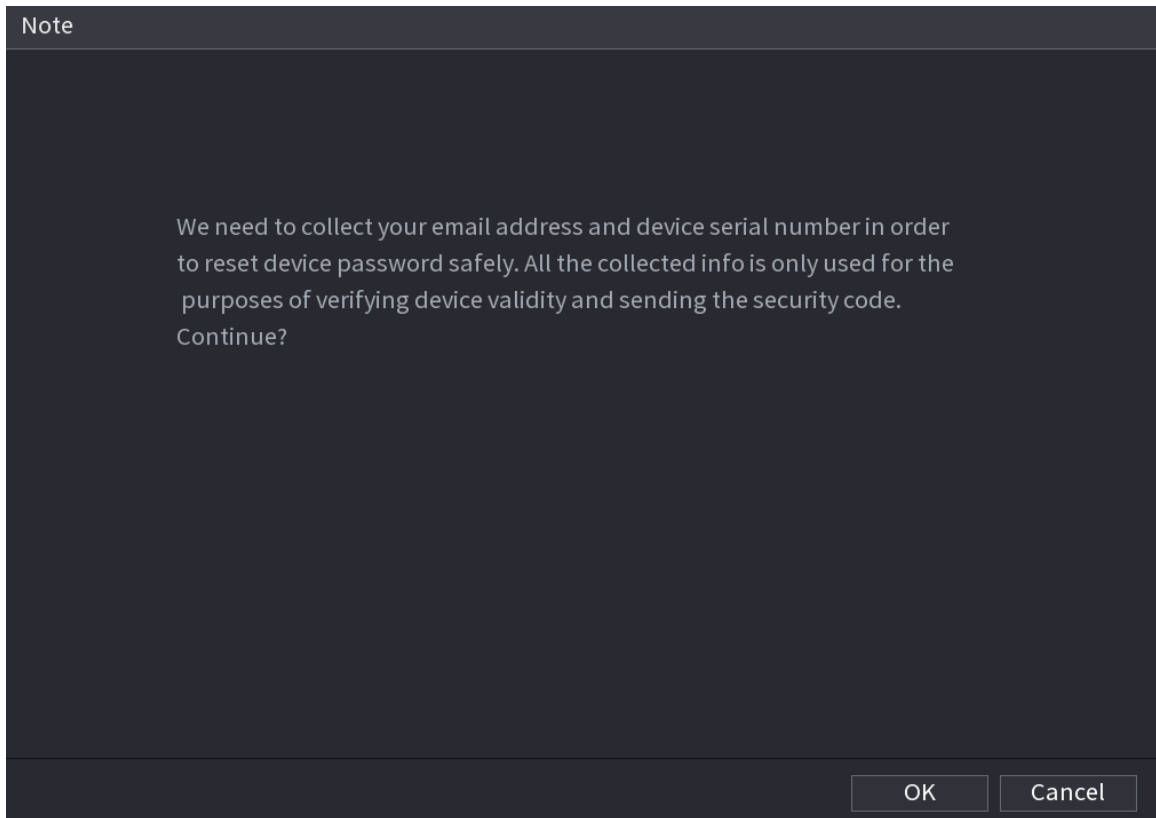 Note
We need to collect your email address and device serial number in order
to reset device password safely. All the collected info is only used for the
purposes of verifying device validity and sending the security code.
Continue?
OK
Cancel